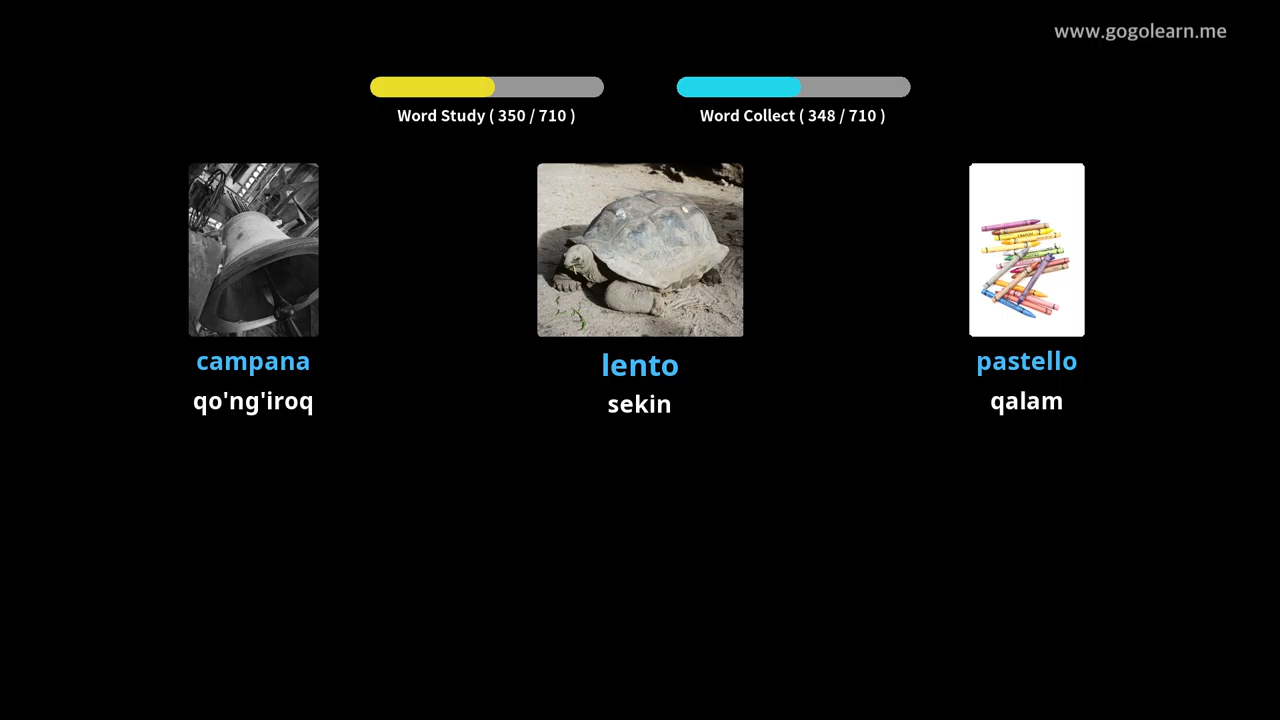 www.gogolearn.me
Word Study ( 350 / 710 )
Word Collect ( 348 / 710 )
campana
lento
pastello
qo'ng'iroq
sekin
qalam